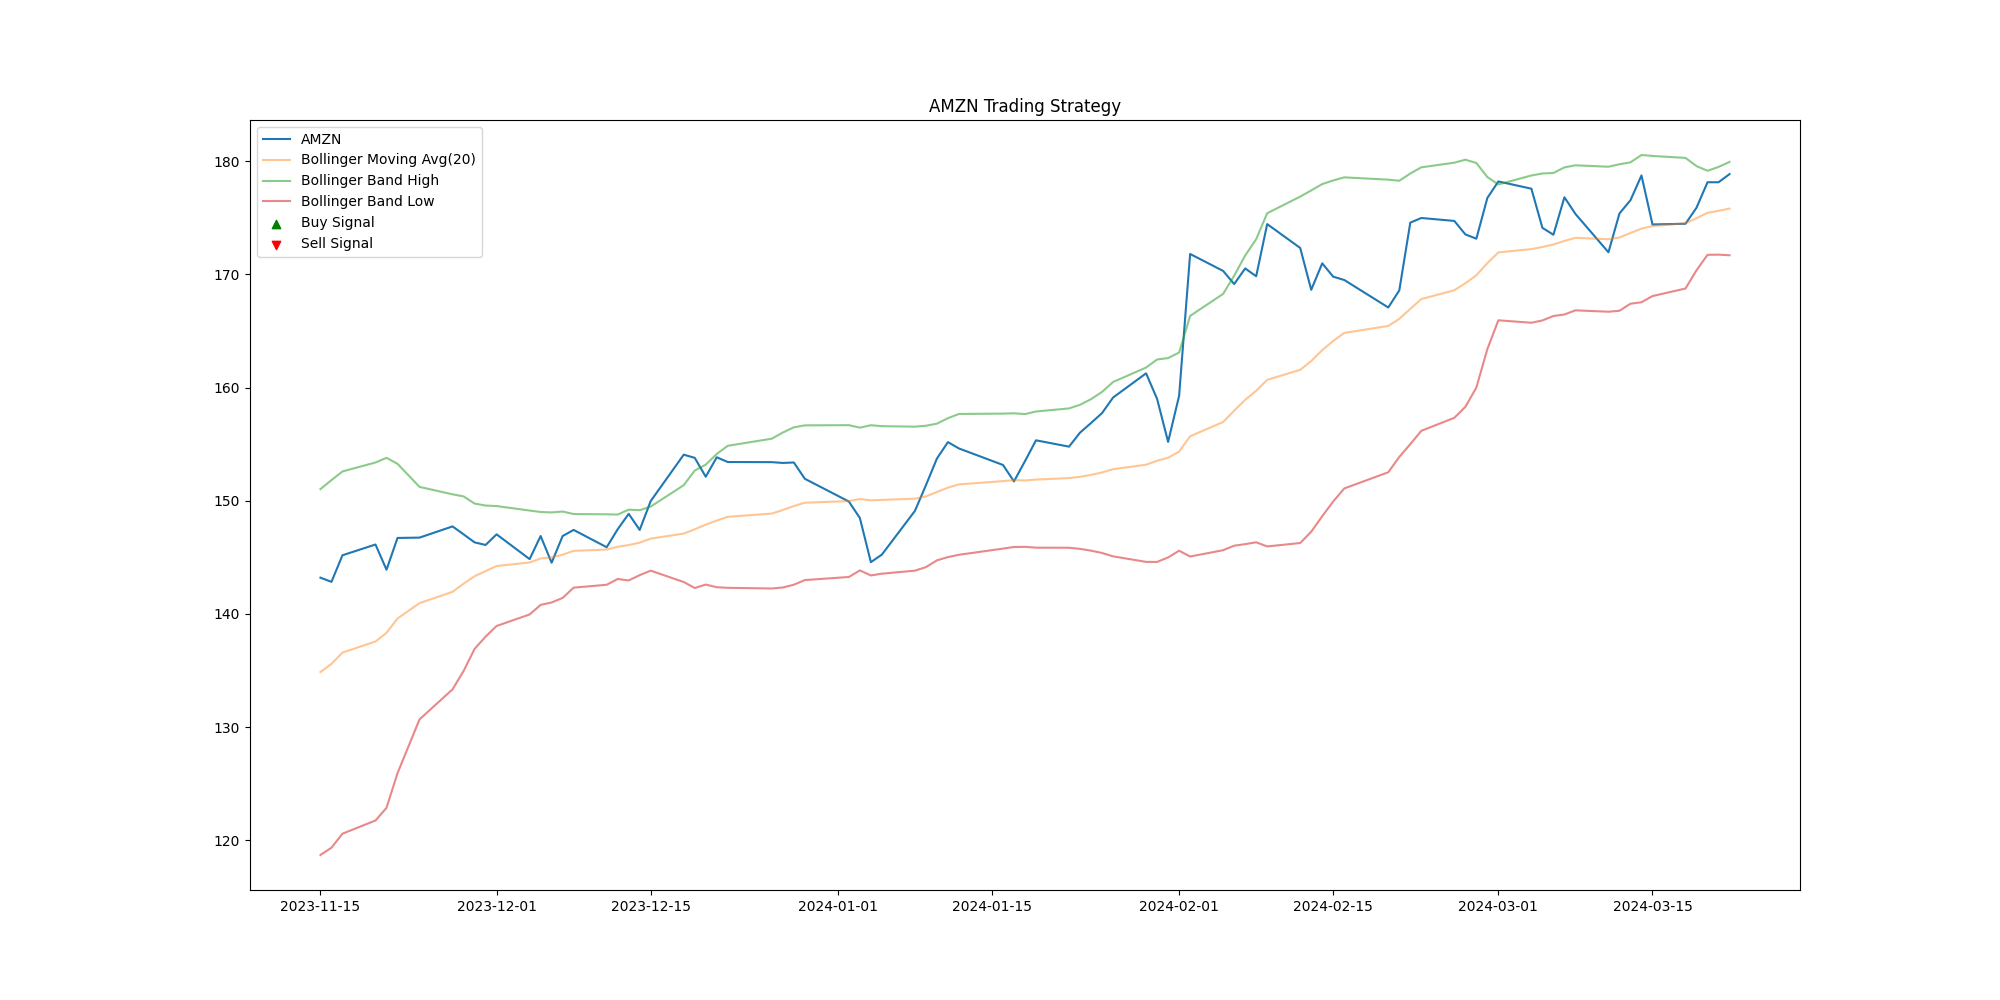 AMZN Trading Strategy
AMZN
Bollinger Moving Avg(20)
Bollinger Band High
Bollinger Band Low
Buy Signal
Sell Signal
180
170
160
150
140
130
120
2023-11-15 2023-12-01 2023-12-15 2024-01-01 2024-01-15 2024-02-01 2024-02-15 2024-03-01 2024-03-15